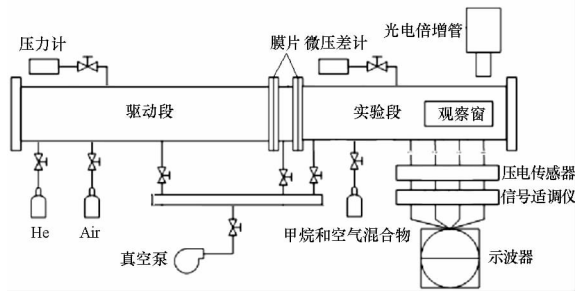 光电倍增管
压力计
膜片 微压差计
驱动段
实验段
观察窗
压电传感器
信号适调仪
He
Air
甲烷和空气混合物
真空泵
示波器